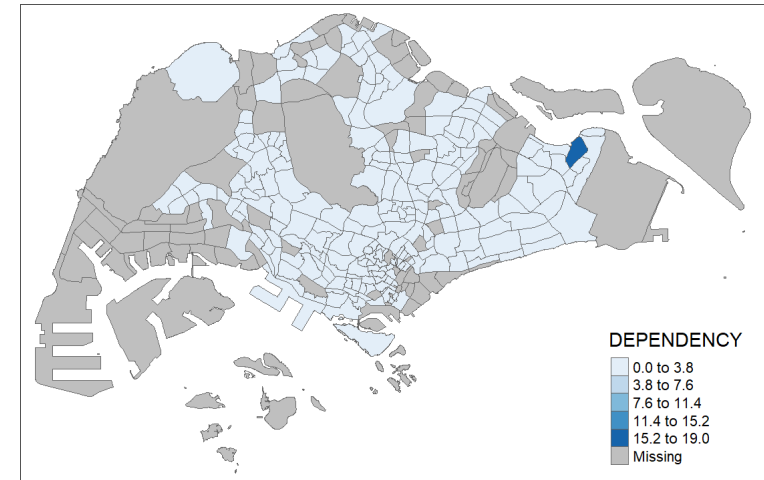 DEPENDENCY
0.0 to 3.8
3.8 to 7.6
7.6 to 11.4
11.4 to 15.2
15.2 to 19.0
Missing